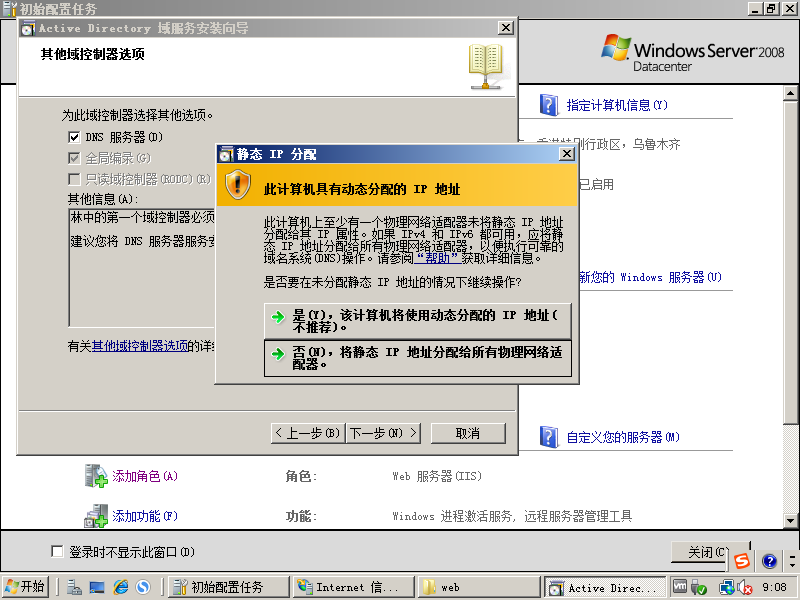 初始配置任务
Active Directory 域服务安装向导
其他域控制器选项
Windows Server 2008
Datacenter
为此域控制器选择其他选项。
DNS 服务器(D)
全局编录(G)
只读域控制器(RODC)(R)
其他信息(A):
林中的第一个域控制器必须
建议您将 DNS 服务器服务安
有关其他域控制器选项的详细
< 上一步(B)
下一步(N) >
取消
静态 IP 分配
此计算机具有动态分配的 IP 地址
此计算机上至少有一个物理网络适配器未将静态 IP 地址
分配给其 IP 属性。如果 IPv4 和 IPv6 都可用，应将静
态 IP 地址分配给所有物理网络适配器，以便执行可靠的
域名系统(DNS)操作。请参阅“帮助”获取详细信息。
是否要在未分配静态 IP 地址的情况下继续操作?
是(Y)，该计算机将使用动态分配的 IP 地址(
不推荐)。
否(N)，将静态 IP 地址分配给所有物理网络适
配器。
指定计算机信息(Y)
特别行政区，乌鲁木齐
已启用
新您的 Windows 服务器(U)
自定义您的服务器(M)
添加角色(A)
角色:
Web 服务器(IIS)
添加功能(F)
功能:
Windows 进程激活服务, 远程服务器管理工具
登录时不显示此窗口(O)
关闭(C)
开始
初始配置任务
Internet 信...
web
Active Direc...
9:08